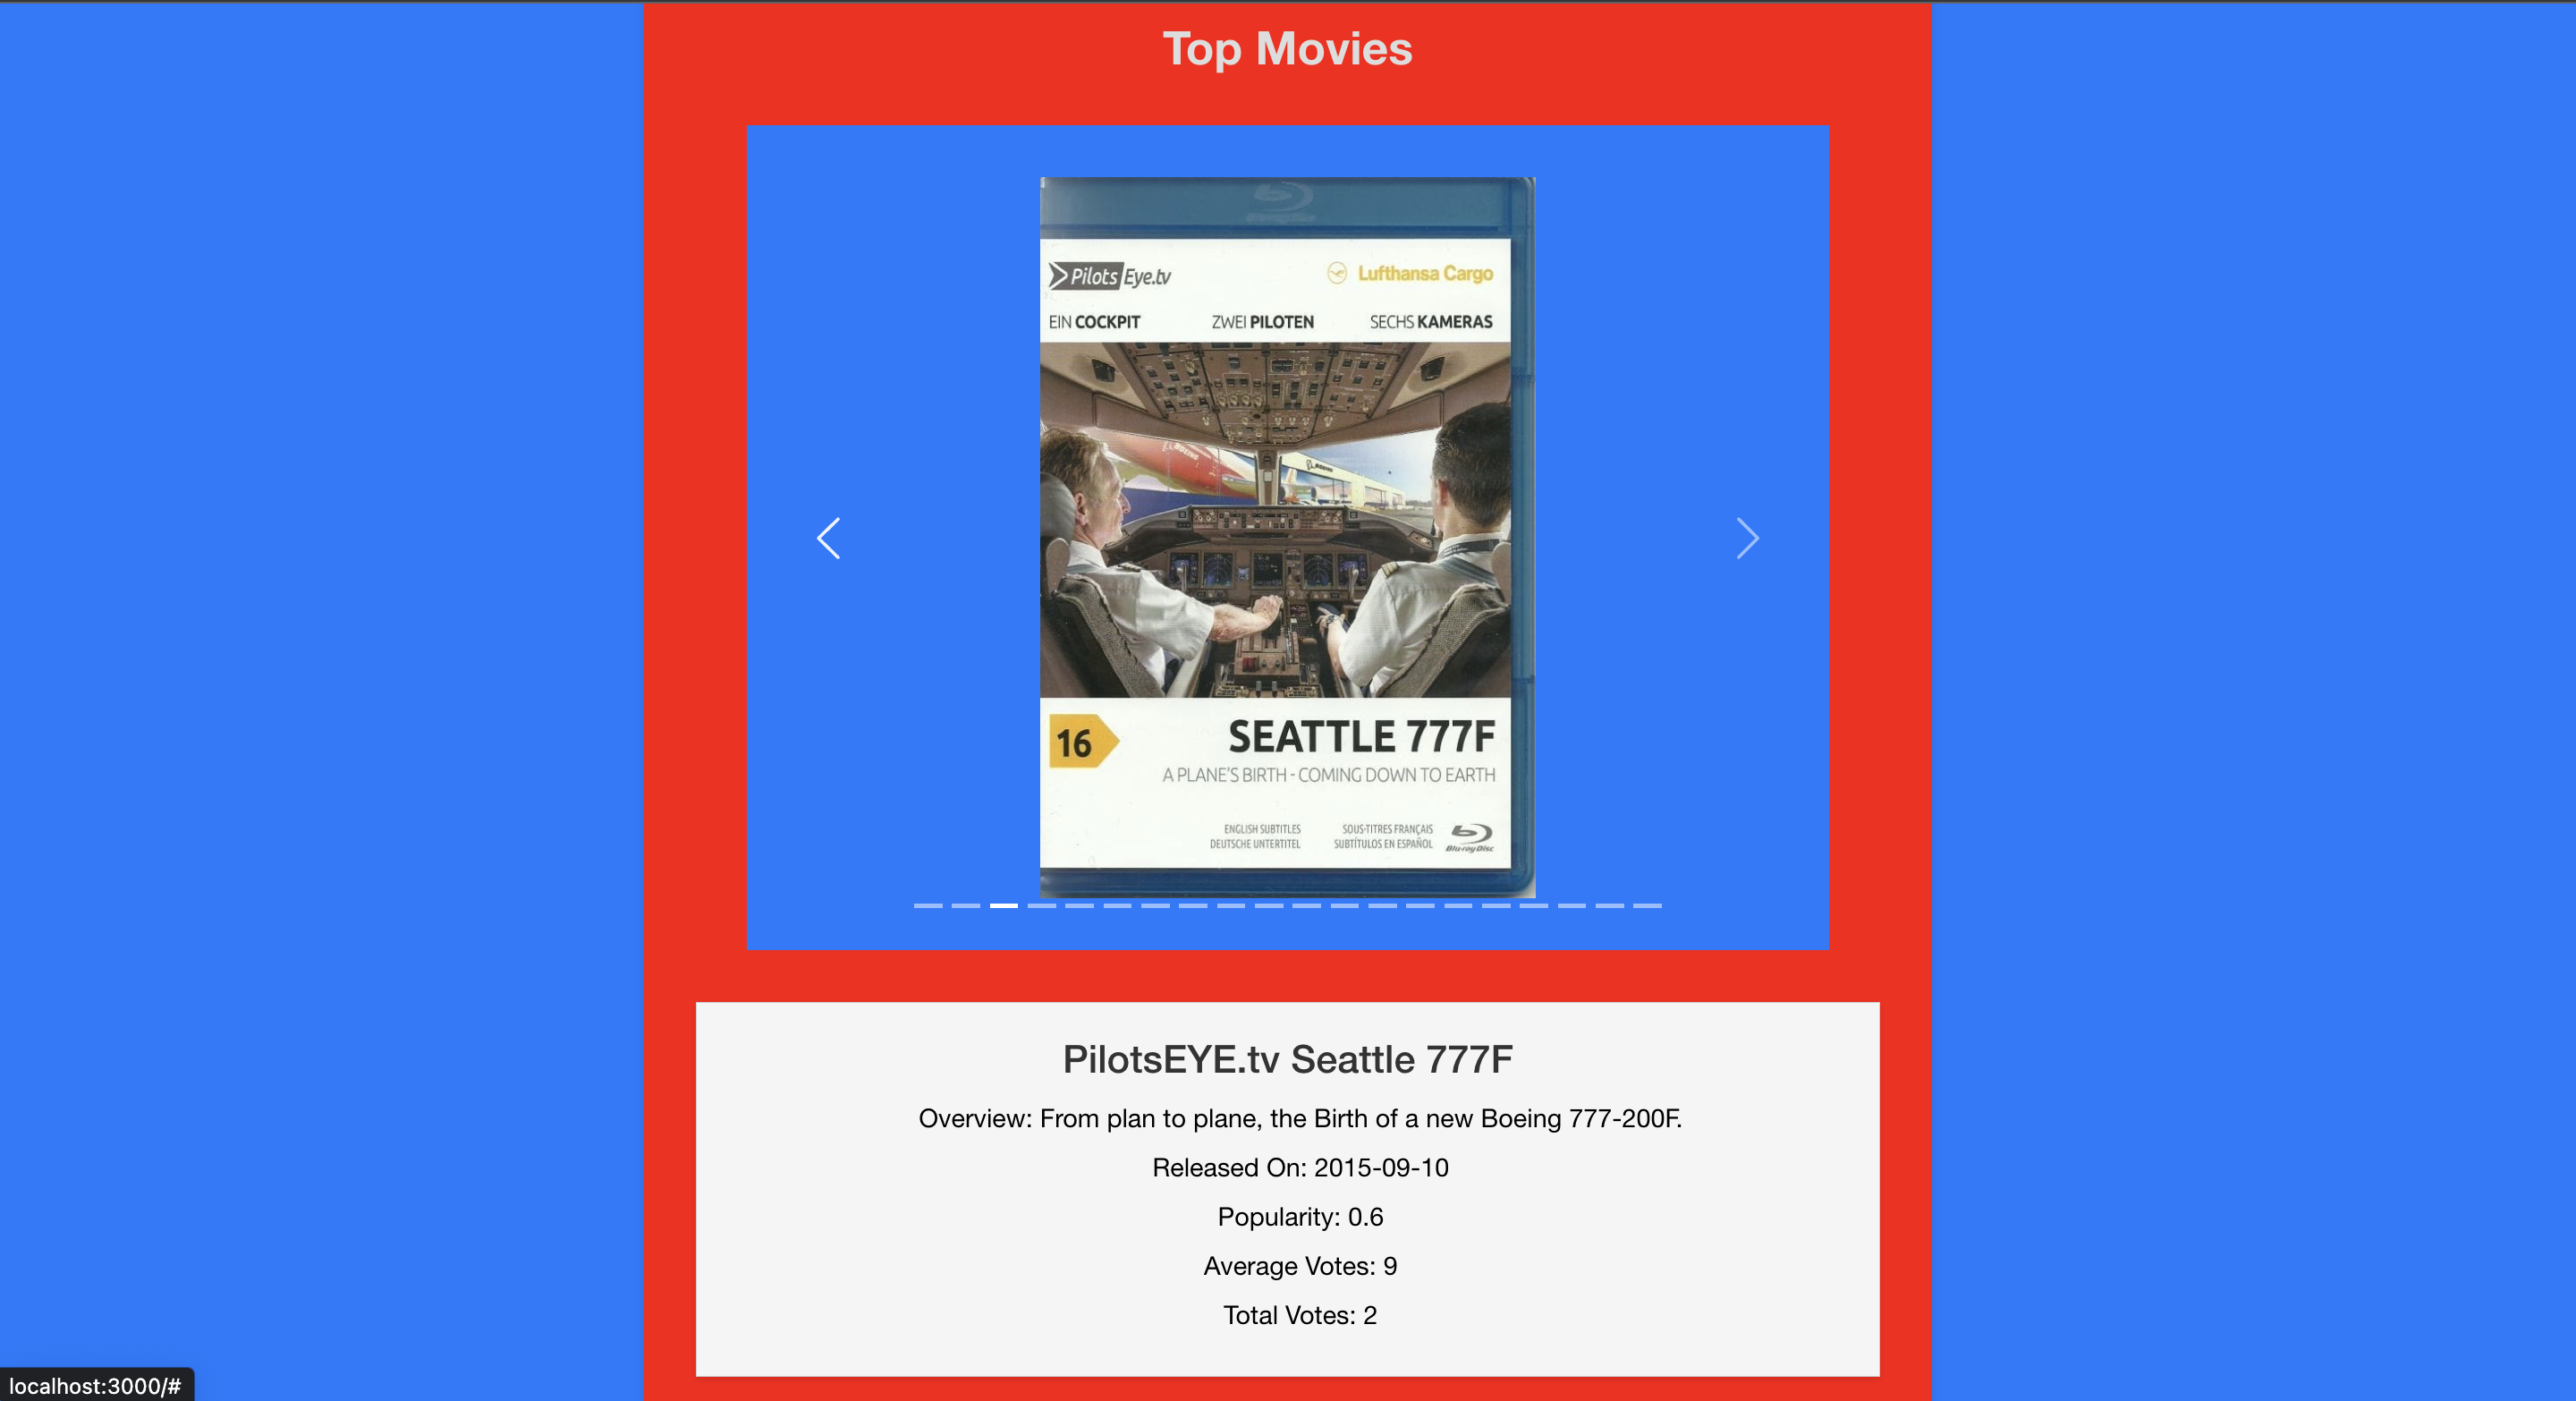 Top Movies
Pilots Eye.tv
Lufthansa Cargo
EIN COCKPIT ZWEI PILOTEN SECHS KAMERAS
BOEING
BOEING
16
SEATTLE 777F
A PLANE'S BIRTH - COMING DOWN TO EARTH
ENGLISH SUBTITLES SOUS-TITRES FRANÇAIS
DEUTSCHE UNTERTITEL SUBTÍTULOS EN ESPAÑOL
Blu-ray Disc
PilotsEYE.tv Seattle 777F
Overview: From plan to plane, the Birth of a new Boeing 777-200F.
Released On: 2015-09-10
Popularity: 0.6
Average Votes: 9
Total Votes: 2
localhost:3000/#